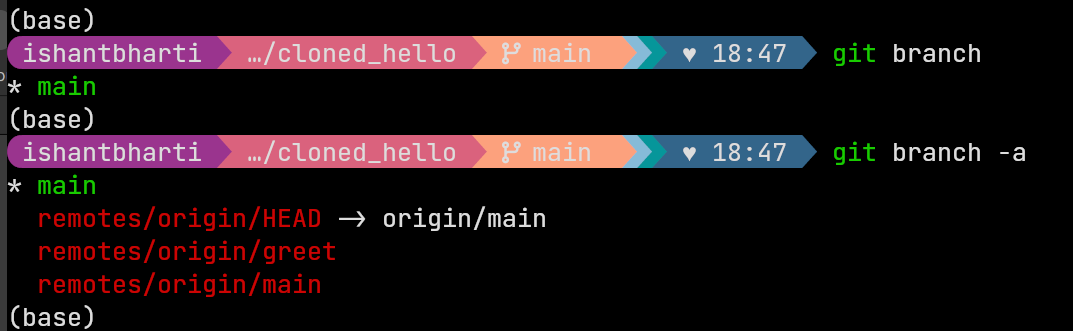 (base)
ishantbharti …/cloned_hello main ♥ 18:47 git branch
* main
(base)
ishantbharti …/cloned_hello main ♥ 18:47 git branch -a
* main
remotes/origin/HEAD -> origin/main
remotes/origin/greet
remotes/origin/main
(base)